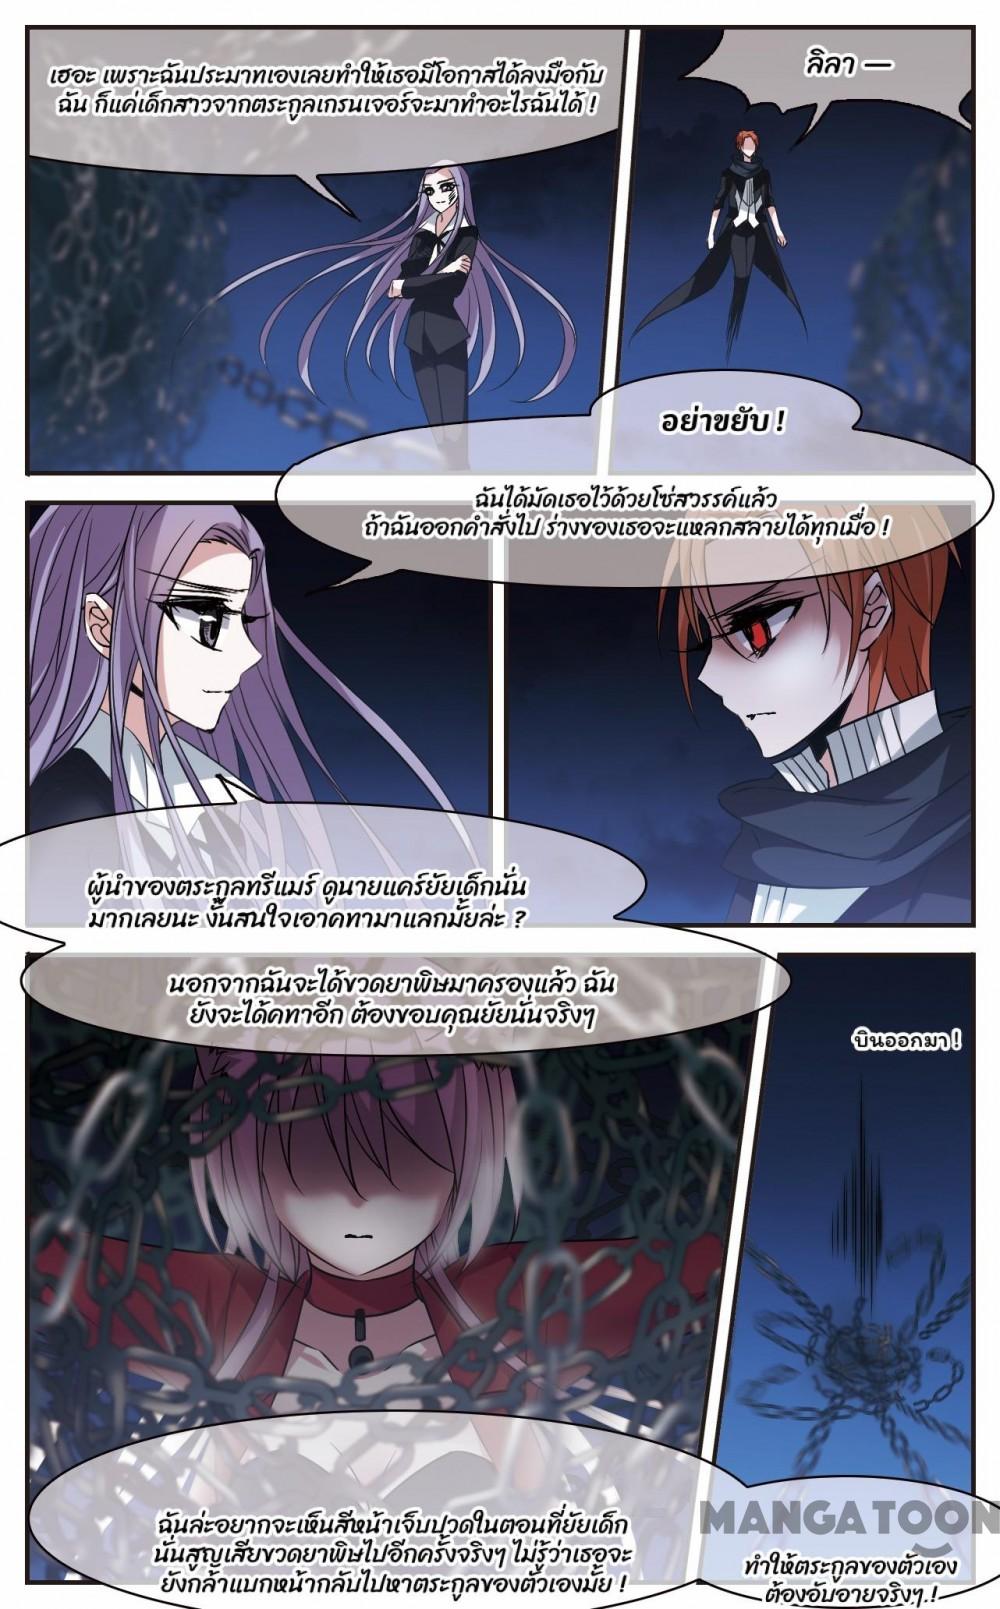 เฮอะ เพราะฉันประมาทเองเลยทำให้เธอมีโอกาสได้ลงมือกับ
ฉัน ก็แค่เด็กสาวจากตระกูลเกรนเจอร์จะมาทำอะไรฉันได้ !
ลิลา —
อย่าขยับ !
ฉันได้มัดเธอไว้ด้วยโซ่สวรรค์แล้ว
ถ้าฉันออกคำสั่งไป ร่างของเธอจะแหลกสลายได้ทุกเมื่อ !
ผู้นำของตระกูลทรีแมร์ ดูนายแคร์ยัยเด็กนั่น
มากเลยนะ งั้นสนใจเอาคทามาแลกมั้ยล่ะ ?
นอกจากฉันจะได้ขวดยาพิษมาครองแล้ว ฉัน
ยังจะได้คทาอีก ต้องขอบคุณยัยนั่นจริงๆ
บินออกมา !
ฉันล่ะอยากจะเห็นสีหน้าเจ็บปวดในตอนที่ยัยเด็ก
นั่นสูญเสียขวดยาพิษไปอีกครั้งจริงๆ ไม่รู้ว่าเธอจะ
ยังกล้าแบกหน้ากลับไปหาตระกูลของตัวเองมั้ย !
MANGATOON
ทำให้ตระกูลของตัวเอง
ต้องอับอายจริงๆ !